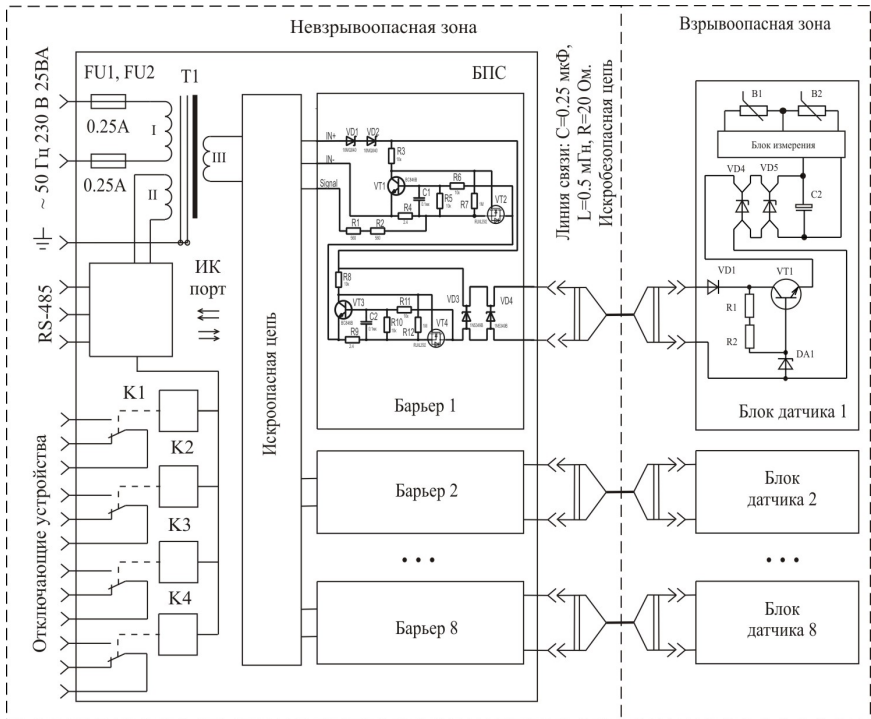 Невзрывоопасная зона
Взрывоопасная зона
БПС
FU1, FU2
T1
0.25A
0.25A
I
II
III
~ 50 Гц 230 В 25ВА
RS-485
ИК
порт
K1
K2
K3
K4
Отключающие устройства
Искроопасная цепь
IN+
IN-
Signal
VD1
VD2
R3
VT1
C1
R6
R5
R7
VT2
R4
R1
R2
R8
VT3
C2
R11
R10
R12
VT4
R9
VD3
VD4
Барьер 1
Линия связи: С=0.25 мкФ,
L=0.5 мГн, R=20 Ом.
Искробезопасная цепь
B1
B2
Блок измерения
VD4
VD5
C2
VD1
VT1
R1
R2
DA1
Блок датчика 1
Барьер 2
Блок
датчика 2
• • •
• • •
Барьер 8
Блок
датчика 8